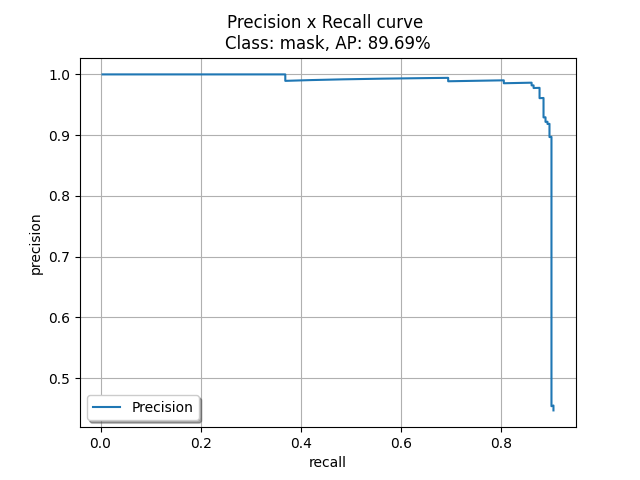 Precision x Recall curve
Class: mask, AP: 89.69%
1.0
0.9
0.8
0.7
0.6
0.5
precision
Precision
0.0 0.2 0.4 0.6 0.8
recall